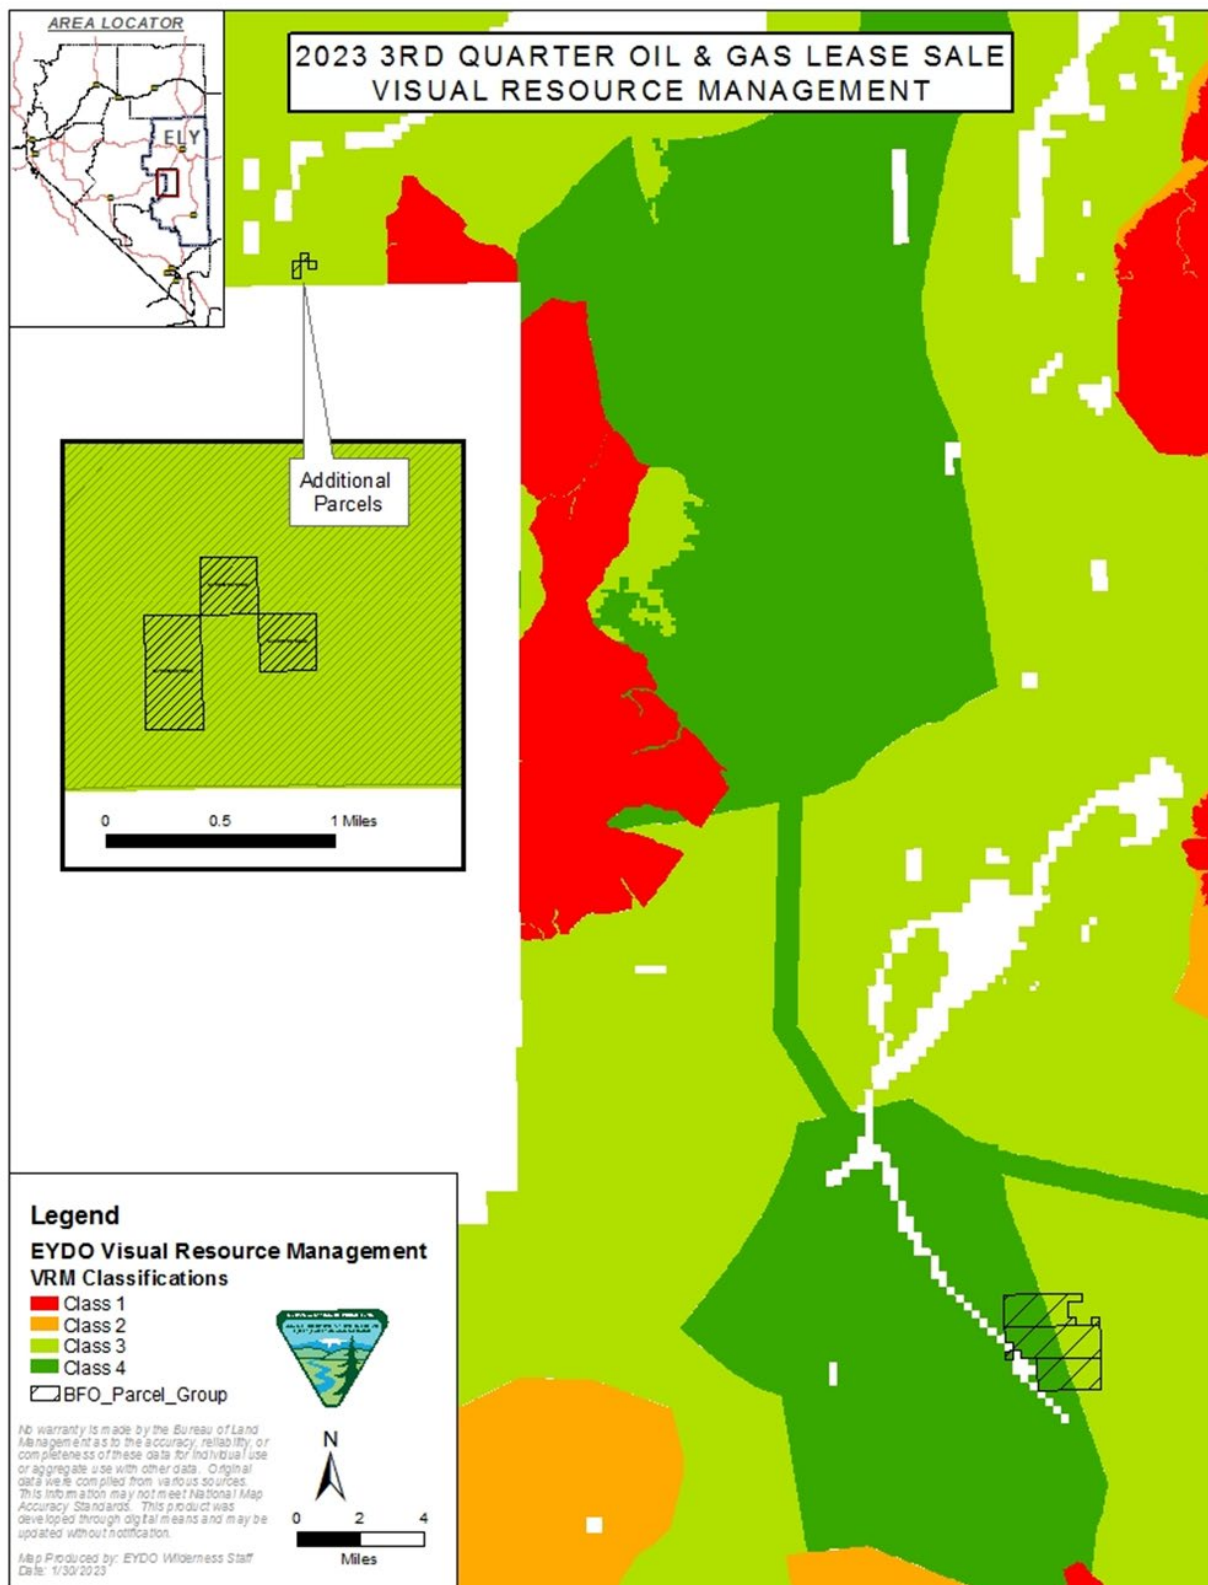 AREA LOCATOR
ELY
2023 3RD QUARTER OIL & GAS LEASE SALE
VISUAL RESOURCE MANAGEMENT
Additional
Parcels
0 0.5 1 Miles
Legend
EYDO Visual Resource Management
VRM Classifications
Class 1
Class 2
Class 3
Class 4
BFO_Parcel_Group
No warranty is made by the Bureau of Land
Management as to the accuracy, reliability, or
completeness of these data for individual use
or aggregate use with other data. Original
data were compiled from various sources.
This information may not meet National Map
Accuracy Standards. This product was
developed through digital means and may be
updated without notification.
Map Produced by: EYDO Wilderness Staff
Date: 1/30/2023
N
0 2 4
Miles